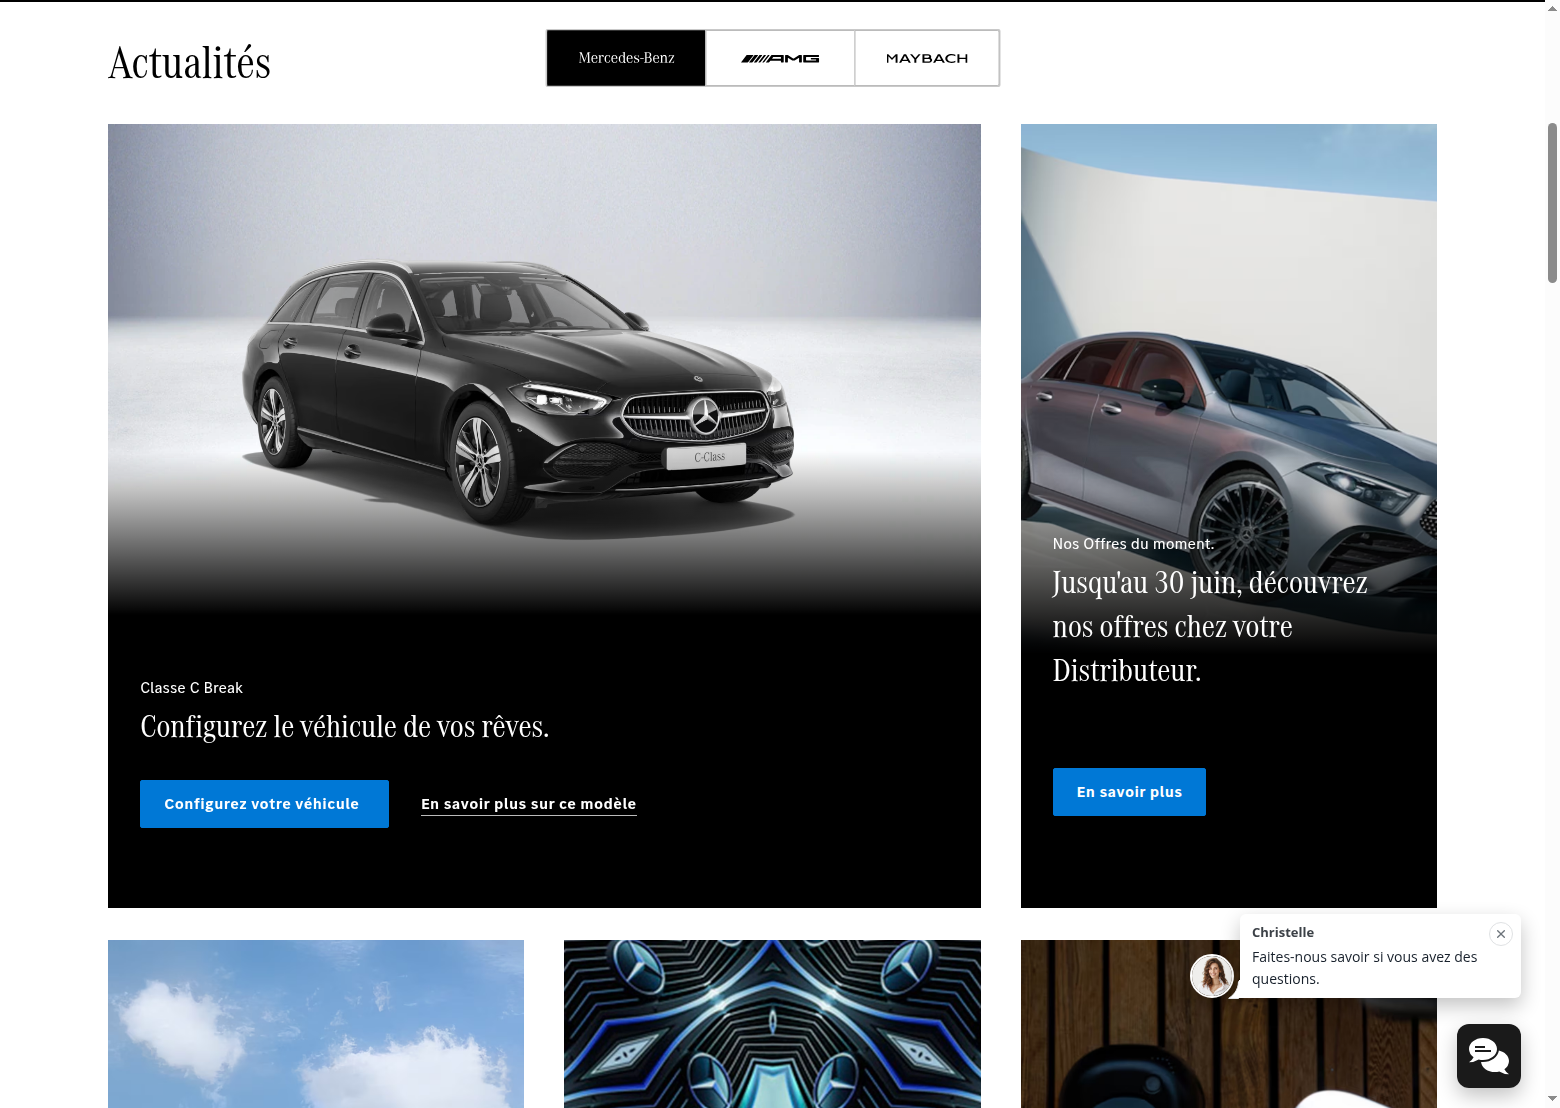 Actualités
Mercedes-Benz
AMG
MAYBACH
C-Class
Classe C Break
Configurez le véhicule de vos rêves.
Configurez votre véhicule
En savoir plus sur ce modèle
Nos Offres du moment.
Jusqu'au 30 juin, découvrez
nos offres chez votre
Distributeur.
En savoir plus
Christelle
Faites-nous savoir si vous avez des
questions.